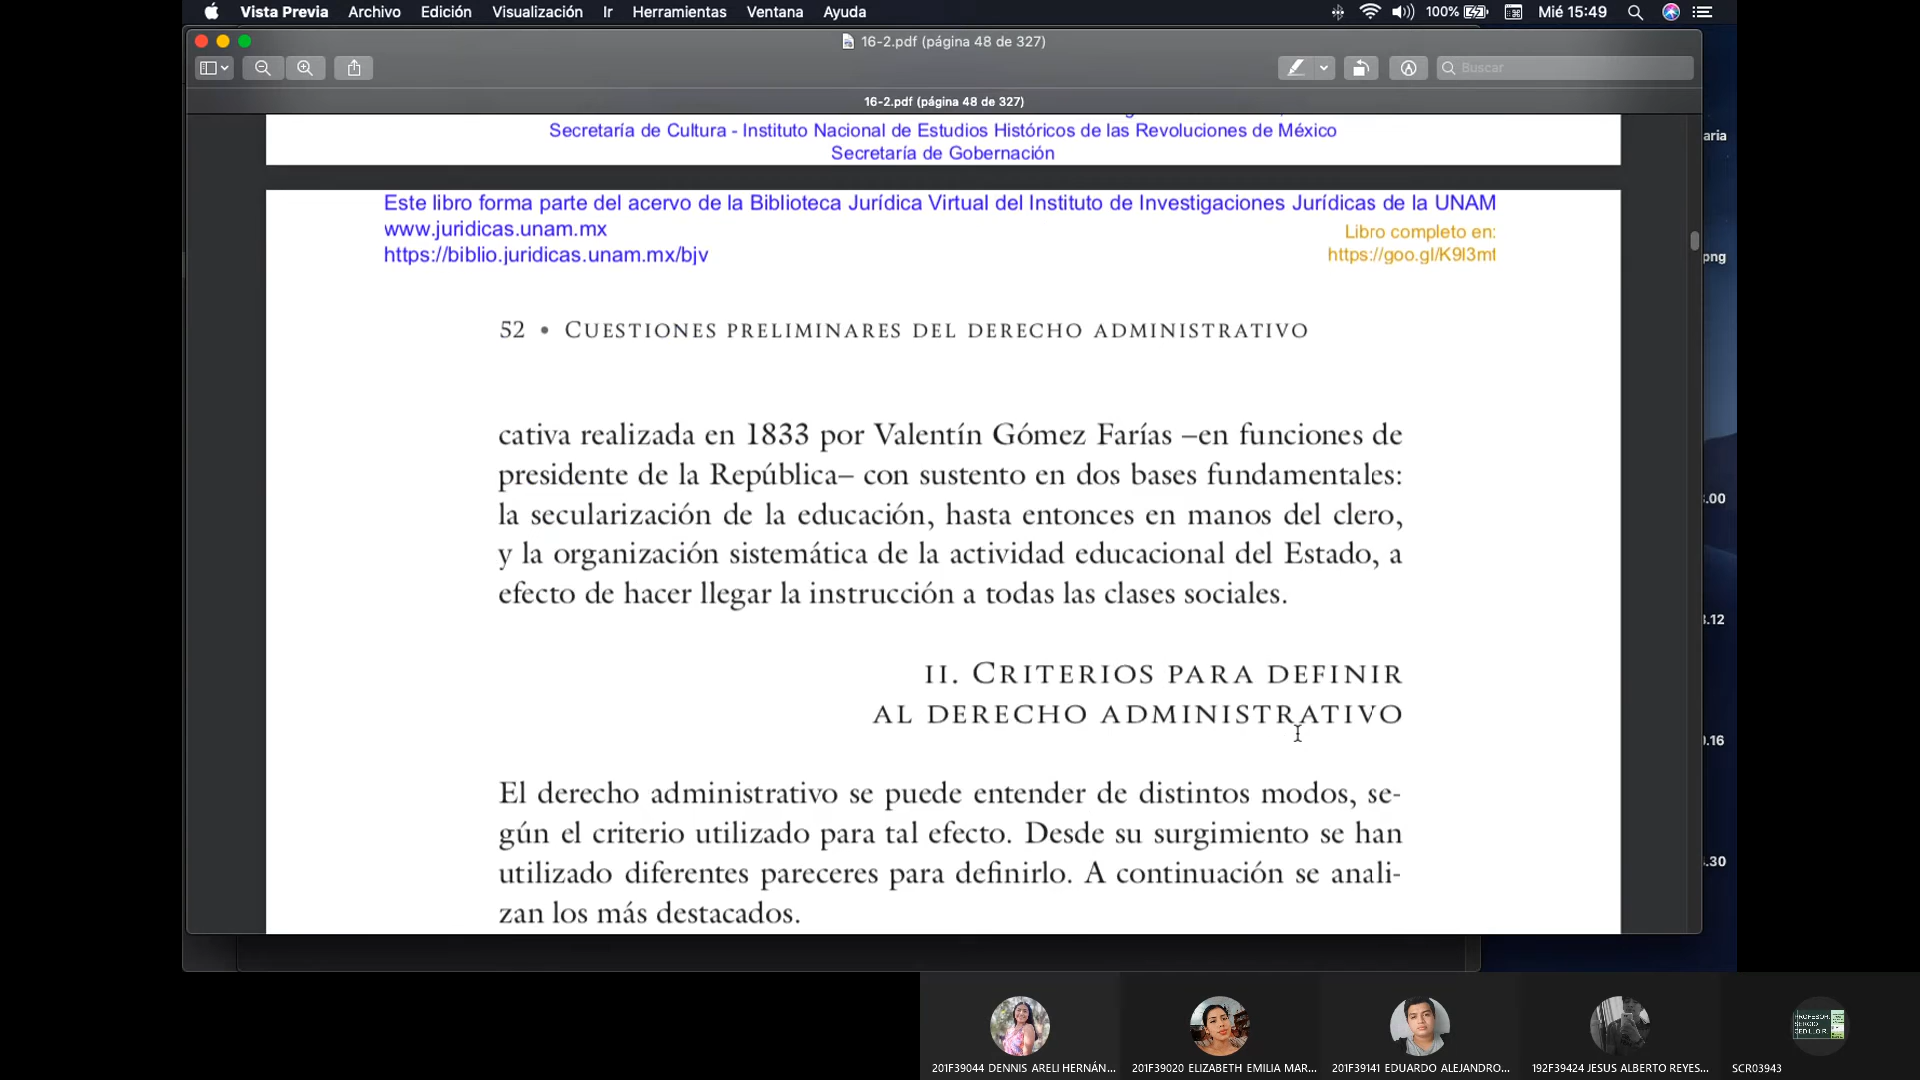 Vista Previa Archivo Edición Visualización Ir Herramientas Ventana Ayuda 100% Mié 15:49
16-2.pdf (página 48 de 327)
Buscar
16-2.pdf (página 48 de 327)
Secretaría de Cultura - Instituto Nacional de Estudios Históricos de las Revoluciones de México
Secretaría de Gobernación
Este libro forma parte del acervo de la Biblioteca Jurídica Virtual del Instituto de Investigaciones Jurídicas de la UNAM
www.juridicas.unam.mx
https://biblio.juridicas.unam.mx/bjv
Libro completo en:
52 • CUESTIONES PRELIMINARES DEL DERECHO ADMINISTRATIVO
cativa realizada en 1833 por Valentín Gómez Farías –en funciones de
presidente de la República– con sustento en dos bases fundamentales:
la secularización de la educación, hasta entonces en manos del clero,
y la organización sistemática de la actividad educacional del Estado, a
efecto de hacer llegar la instrucción a todas las clases sociales.
II. CRITERIOS PARA DEFINIR
AL DERECHO ADMINISTRATIVO
El derecho administrativo se puede entender de distintos modos, se-
gún el criterio utilizado para tal efecto. Desde su surgimiento se han
utilizado diferentes pareceres para definirlo. A continuación se anali-
zan los más destacados.
aria
png
.00
.12
.16
.30
201F39044 DENNIS ARELI HERNÁN...
201F39020 ELIZABETH EMILIA MAR...
201F39141 EDUARDO ALEJANDRO...
192F39424 JESUS ALBERTO REYES...
SCR03943